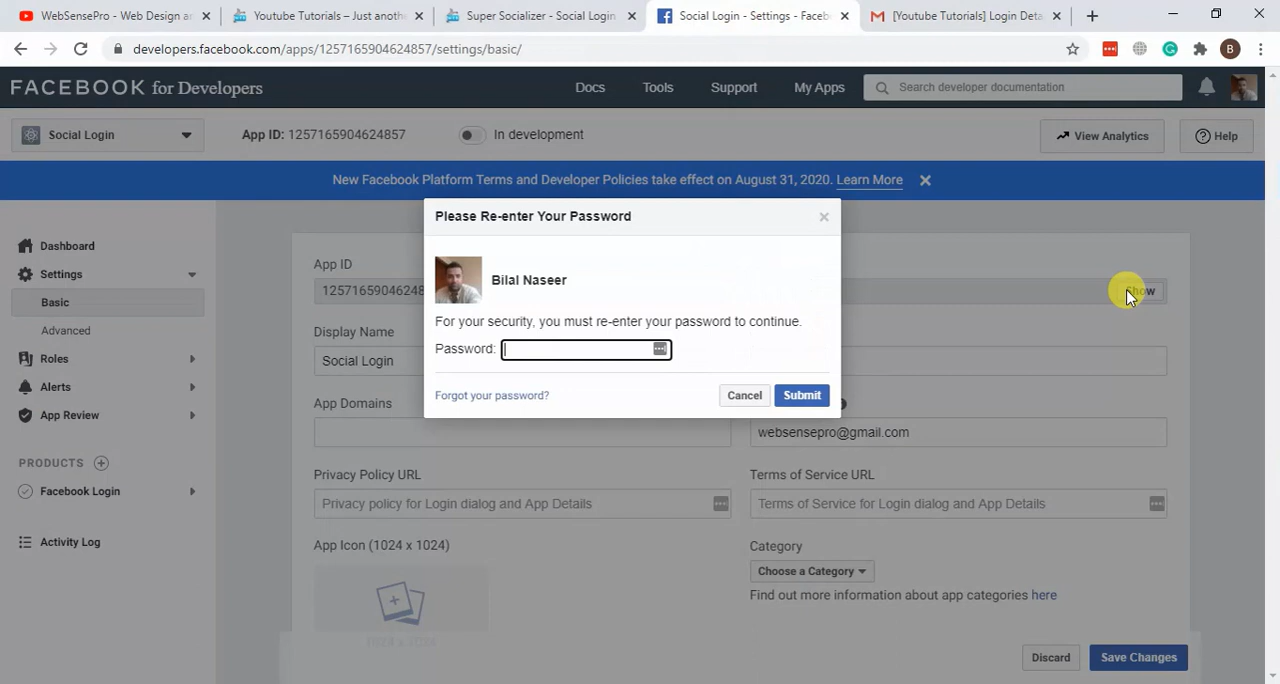 WebSensePro - Web Design a
Youtube Tutorials – Just anothe
Super Socializer - Social Login
Social Login - Settings - Faceb
[Youtube Tutorials] Login Deta
developers.facebook.com/apps/1257165904624857/settings/basic/
B
FACEBOOK for Developers
Docs
Tools
Support
My Apps
Search developer documentation
Social Login
App ID: 1257165904624857
In development
View Analytics
Help
New Facebook Platform Terms and Developer Policies take effect on August 31, 2020. Learn More
Please Re-enter Your Password
Bilal Naseer
For your security, you must re-enter your password to continue.
Password:
Forgot your password?
Cancel
Submit
Dashboard
Settings
Basic
Advanced
Roles
Alerts
App Review
PRODUCTS
Facebook Login
Activity Log
App ID
12571659046248
Show
Display Name
Social Login
App Domains
websensepro@gmail.com
Privacy Policy URL
Privacy policy for Login dialog and App Details
Terms of Service URL
Terms of Service for Login dialog and App Details
App Icon (1024 x 1024)
1024 x 1024
Category
Choose a Category
Find out more information about app categories here
Discard
Save Changes